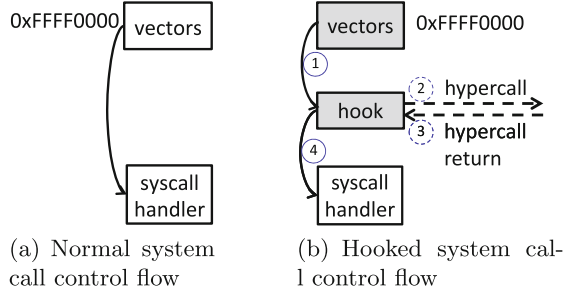 0xFFFF0000
vectors
syscall
handler
(a) Normal system
call control flow
vectors
0xFFFF0000
1
2
hypercall
hook
3
hypercall
return
4
syscall
handler
(b) Hooked system cal-
l control flow